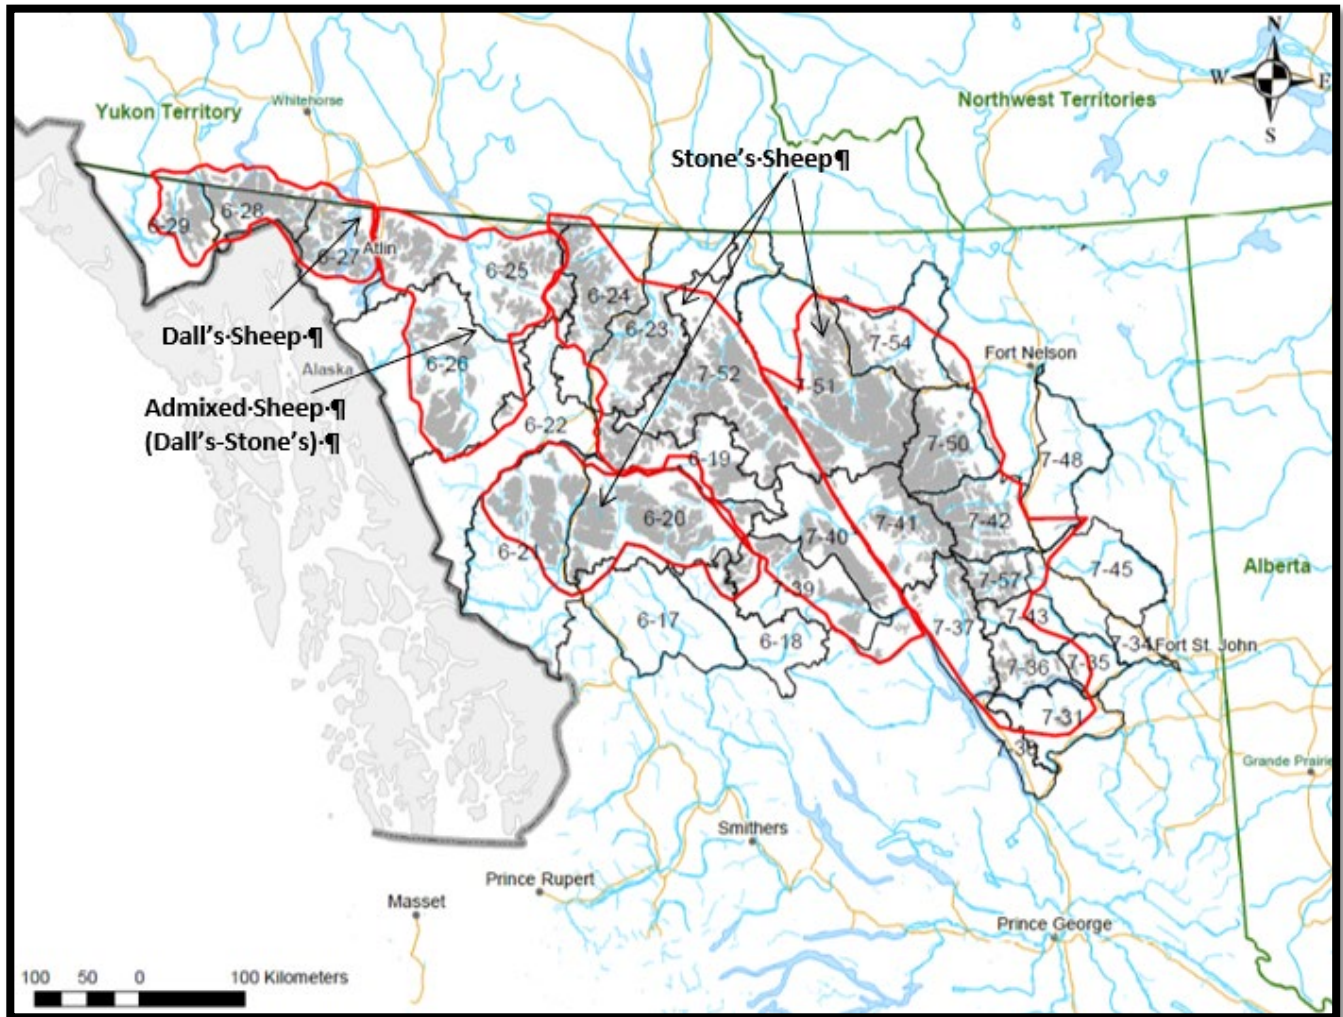 N
W E
S
Yukon Territory
Whitehorse
Northwest Territories
Stone's·Sheep¶
6-29
6-28
6-27
Atlin
6-25
6-24
6-23
Dall's·Sheep·¶
Alaska
6-26
7-52
7-51
7-54
Fort Nelson
Admixed·Sheep·¶
(Dall's-Stone's)·¶
6-22
6-19
7-50
7-48
6-21
6-20
7-40
7-41
7-42
7-39
7-57
7-45
Alberta
6-17
6-18
7-37
7-43
7-34
Fort St. John
7-36
7-35
7-31
7-30
Grande Prairie
Smithers
Prince Rupert
Masset
Prince George
100 50 0 100 Kilometers